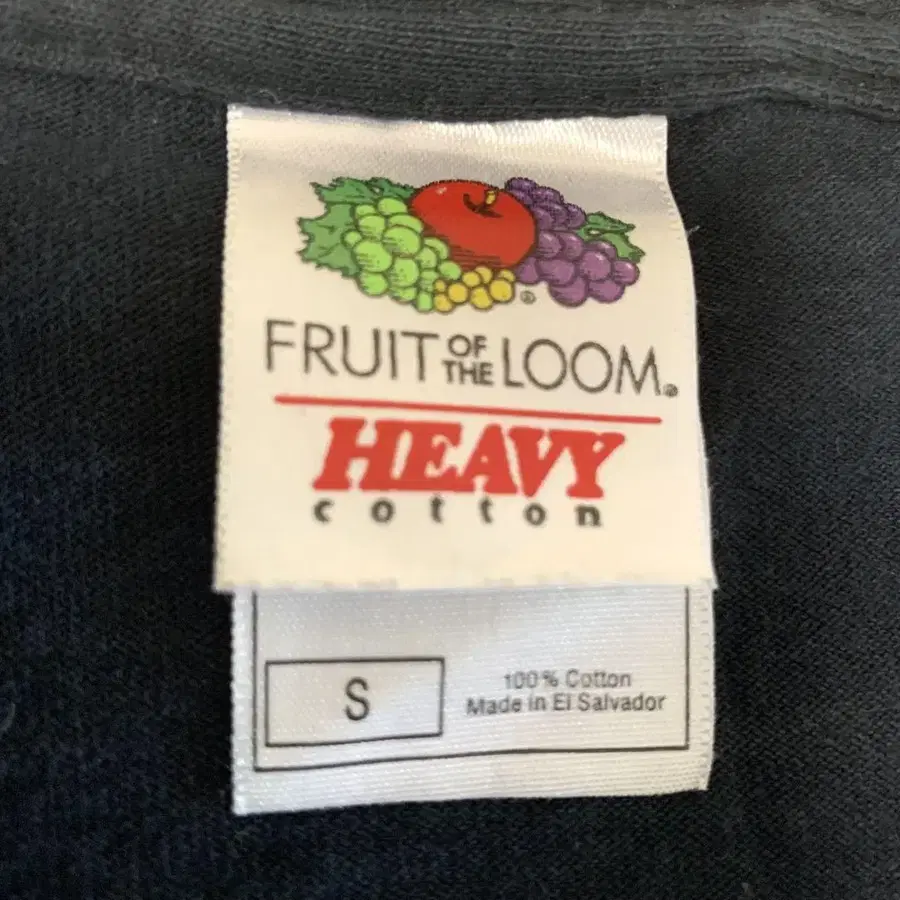 FRUIT OF THE LOOM®
HEAVY
cotton
S
100% Cotton
Made in El Salvador